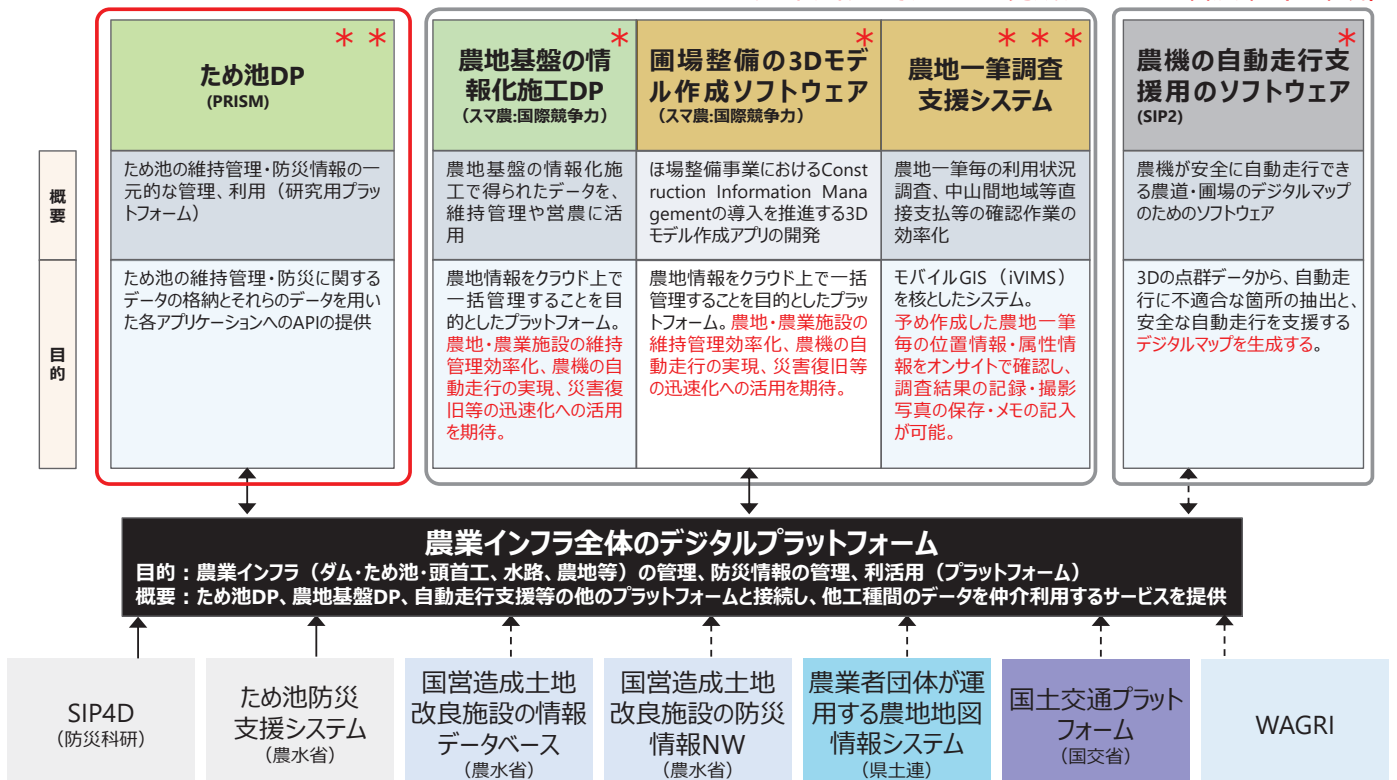 ＊ ＊
ため池DP
(PRISM)
＊
農地基盤の情
報化施工DP
（スマ農:国際競争力）
＊
圃場整備の3Dモデ
ル作成ソフトウェア
（スマ農:国際競争力）
＊ ＊ ＊
農地一筆調査
支援システム
＊
農機の自動走行支
援用のソフトウェア
(SIP2)
概要
ため池の維持管理・防災情報の一
元的な管理、利用（研究用プラッ
トフォーム）
農地基盤の情報化施
工で得られたデータを、
維持管理や営農に活
用
ほ場整備事業におけるConst
ruction Information Mana
gementの導入を推進する3D
モデル作成アプリの開発
農地一筆毎の利用状況
調査、中山間地域等直
接支払等の確認作業の
効率化
農機が安全に自動走行でき
る農道・圃場のデジタルマップ
のためのソフトウェア
目的
ため池の維持管理・防災に関する
データの格納とそれらのデータを用い
た各アプリケーションへのAPIの提供
農地情報をクラウド上で
一括管理することを目
的としたプラットフォーム。
農地・農業施設の維持
管理効率化、農機の自
動走行の実現、災害復
旧等の迅速化への活用
を期待。
農地情報をクラウド上で一括
管理することを目的としたプラッ
トフォーム。農地・農業施設の
維持管理効率化、農機の自
動走行の実現、災害復旧等
の迅速化への活用を期待。
モバイルGIS（iVIMS）
を核としたシステム。
予め作成した農地一筆
毎の位置情報・属性情
報をオンサイトで確認し、
調査結果の記録・撮影
写真の保存・メモの記入
が可能。
3Dの点群データから、自動走
行に不適合な箇所の抽出と、
安全な自動走行を支援する
デジタルマップを生成する。
農業インフラ全体のデジタルプラットフォーム
目的：農業インフラ（ダム・ため池・頭首工、水路、農地等）の管理、防災情報の管理、利活用（プラットフォーム）
概要：ため池DP、農地基盤DP、自動走行支援等の他のプラットフォームと接続し、他工種間のデータを仲介利用するサービスを提供
SIP4D
（防災科研）
ため池防災
支援システム
（農水省）
国営造成土地
改良施設の情報
データベース
（農水省）
国営造成土地
改良施設の防災
情報NW
（農水省）
農業者団体が運
用する農地地図
情報システム
（県土連）
国土交通プラット
フォーム
（国交省）
WAGRI